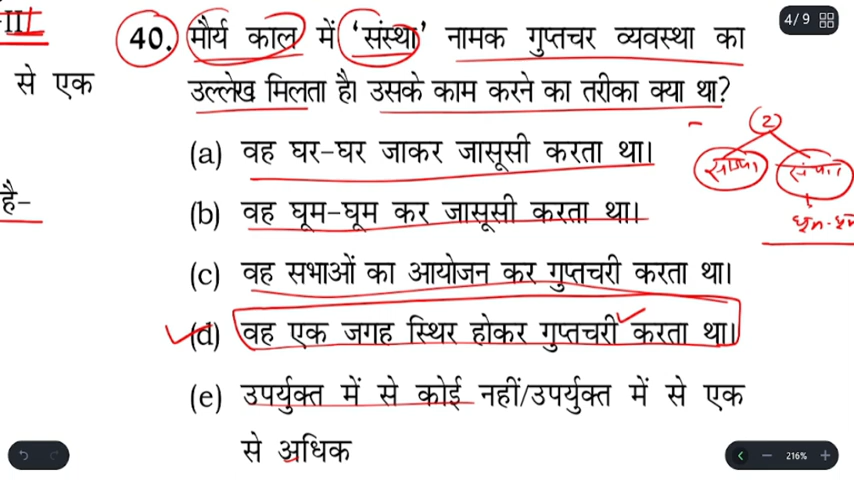 -III
4/9
40. मौर्य काल में ‘संस्था’ नामक गुप्तचर व्यवस्था का
से एक
उल्लेख मिलता है। उसके काम करने का तरीका क्या था?
(2)
(a) वह घर-घर जाकर जासूसी करता था।
है-
(b) वह घूम-घूम कर जासूसी करता था।
(c) वह सभाओं का आयोजन कर गुप्तचरी करता था।
(d) वह एक जगह स्थिर होकर गुप्तचरी करता था।
(e) उपर्युक्त में से कोई नहीं/उपर्युक्त में से एक
से अधिक
216%